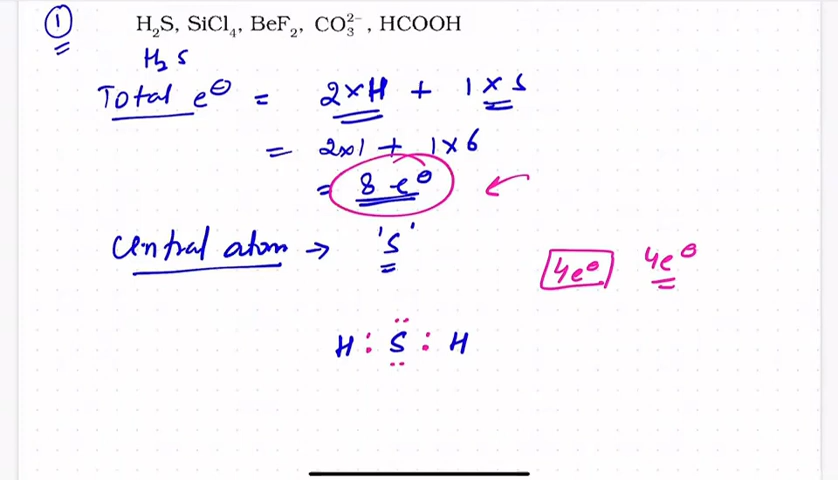 ① H₂S, SiCl₄, BeF₂, CO₃²⁻, HCOOH
H₂S
Total e⊖ = 2×H + 1×S
= 2×1 + 1×6
= 8 e⊖
Central atom → 'S'
4e⊖ 4e⊖
H : S̤̈ : H